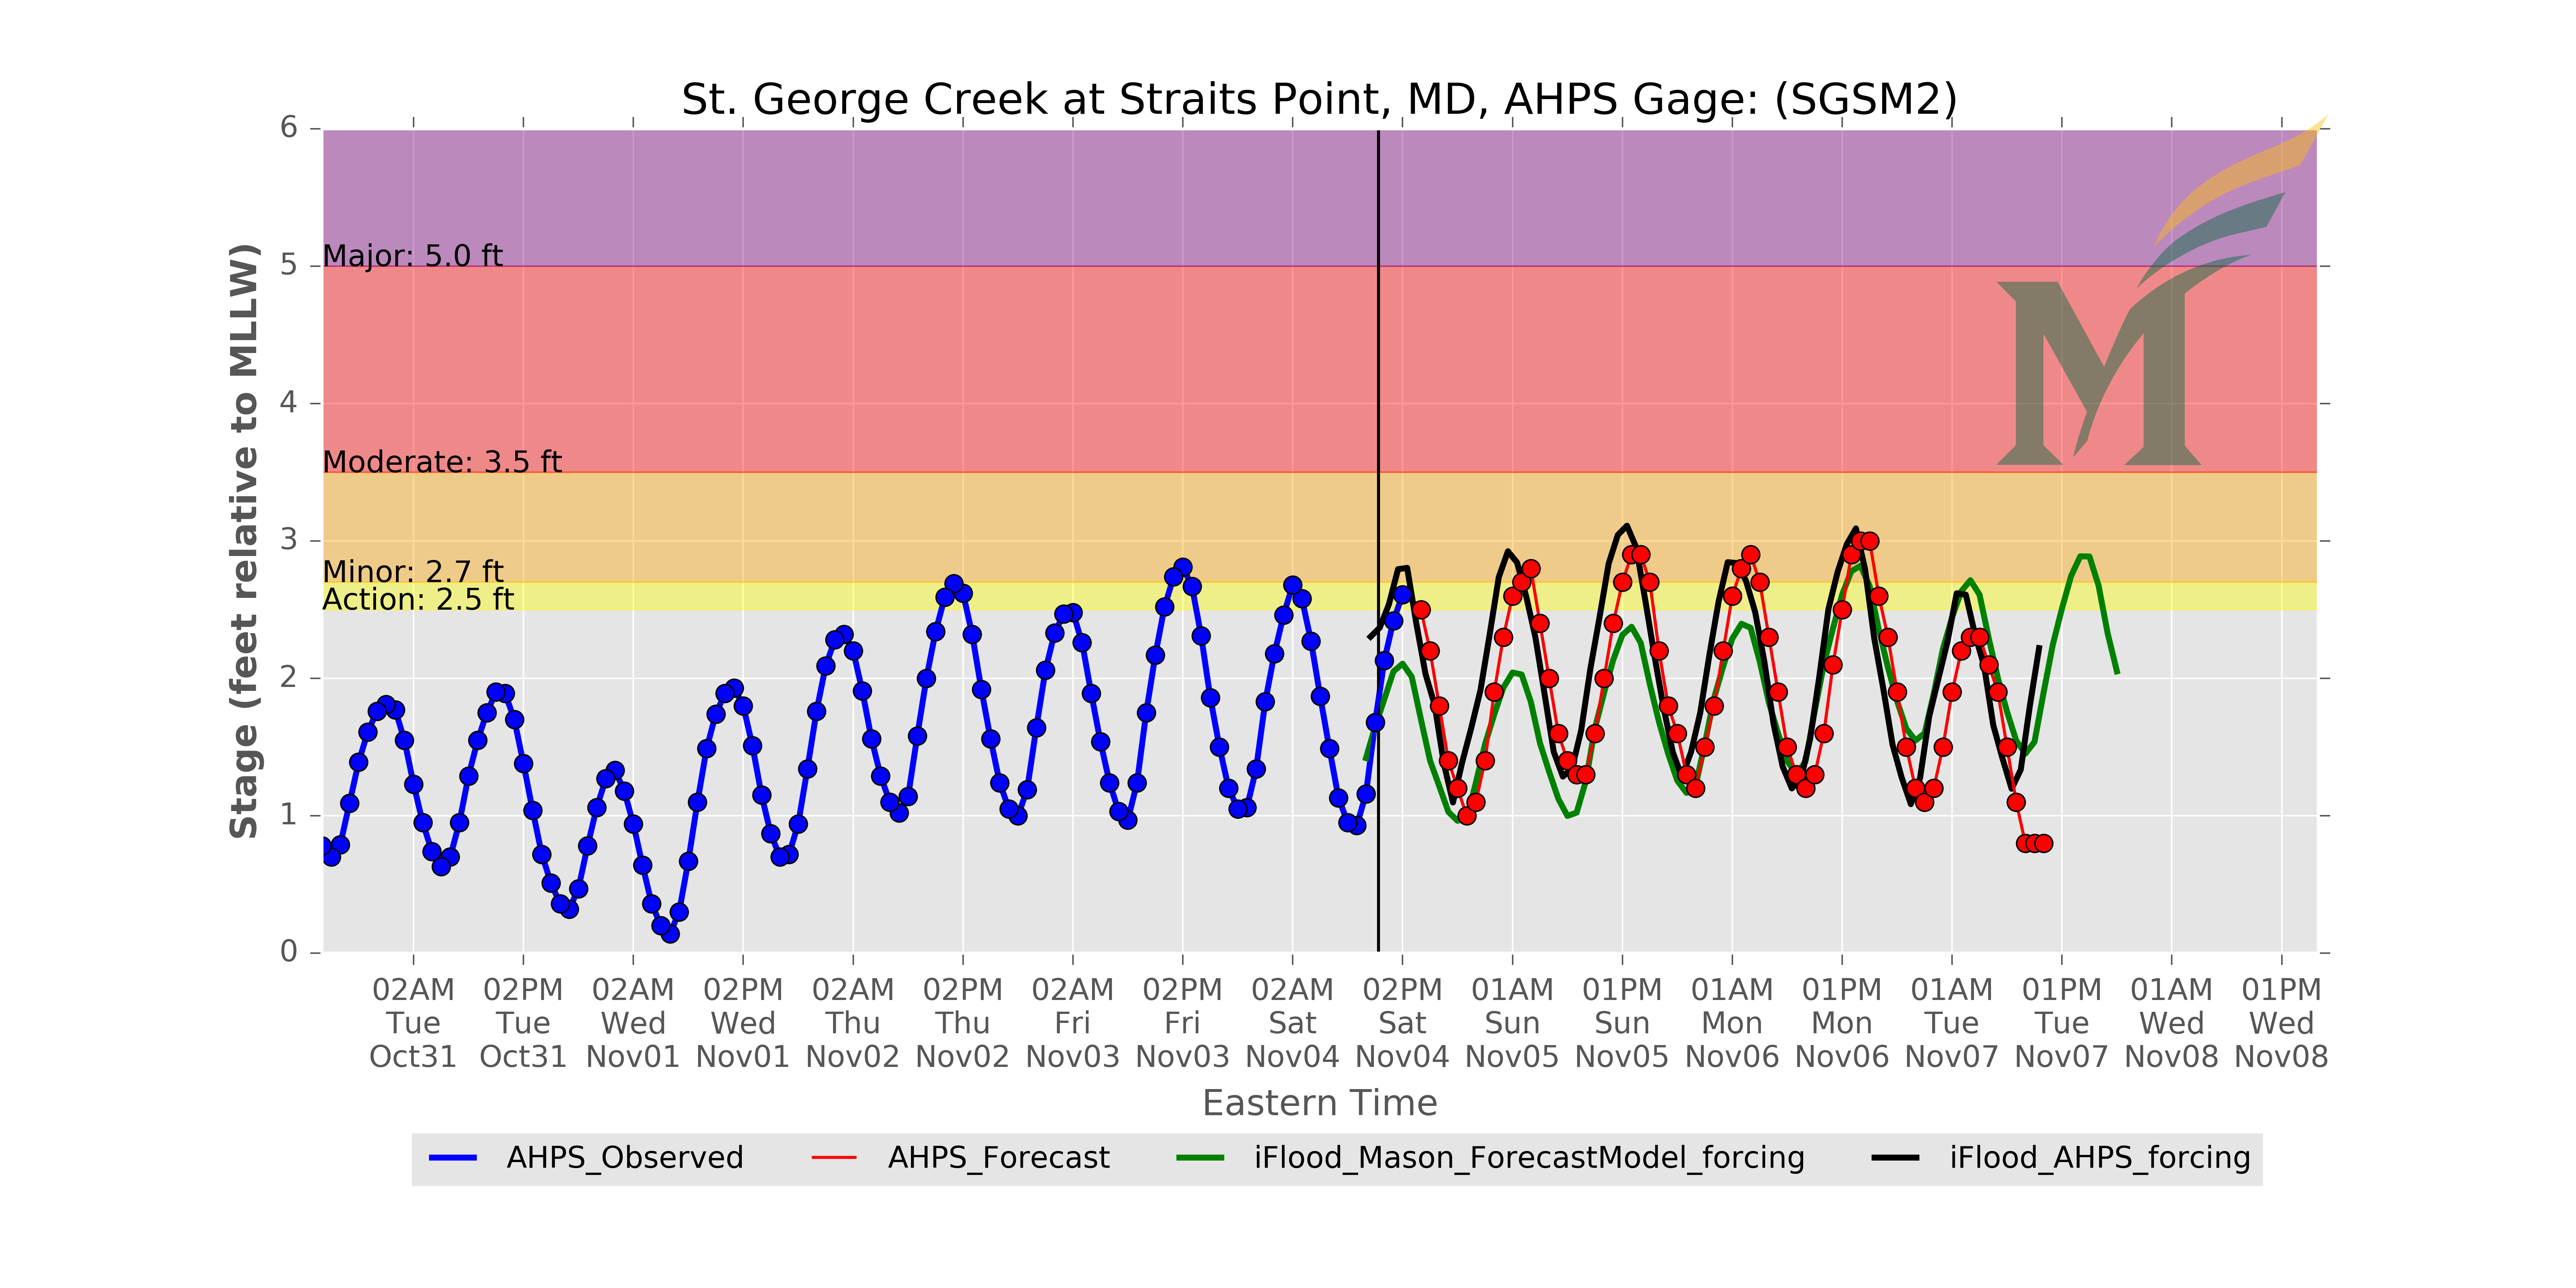 St. George Creek at Straits Point, MD, AHPS Gage: (SGSM2)
Stage (feet relative to MLLW)
6
5
4
3
2
1
0
Major: 5.0 ft
Moderate: 3.5 ft
Minor: 2.7 ft
Action: 2.5 ft
M
02AM 02PM 02AM 02PM 02AM 02PM 02AM 02PM 02AM 02PM 01AM 01PM 01AM 01PM 01AM 01PM 01AM 01PM
Tue Tue Wed Wed Thu Thu Fri Fri Sat Sat Sun Sun Mon Mon Tue Tue Wed Wed
Oct31 Oct31 Nov01 Nov01 Nov02 Nov02 Nov03 Nov03 Nov04 Nov04 Nov05 Nov05 Nov06 Nov06 Nov07 Nov07 Nov08 Nov08
Eastern Time
AHPS_Observed AHPS_Forecast iFlood_Mason_ForecastModel_forcing iFlood_AHPS_forcing